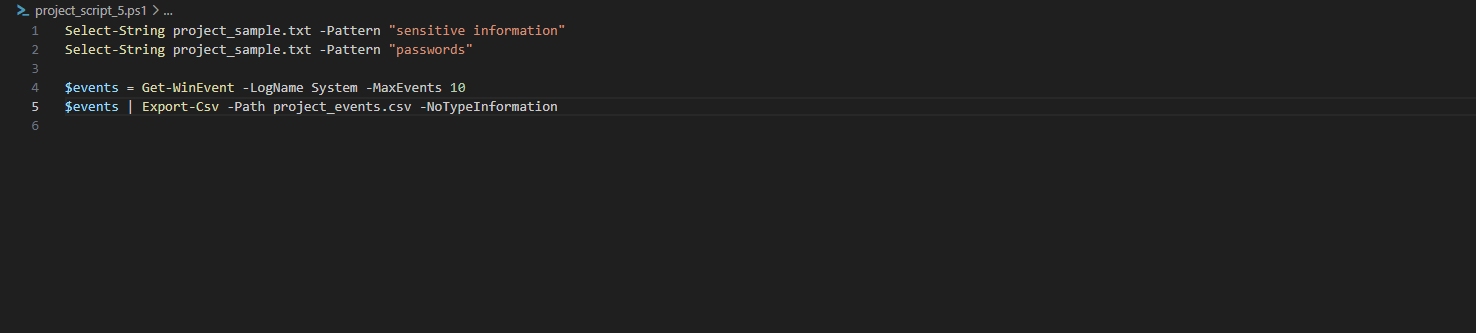 project_script_5.ps1 > ...
1 Select-String project_sample.txt -Pattern "sensitive information"
2 Select-String project_sample.txt -Pattern "passwords"
3
4 $events = Get-WinEvent -LogName System -MaxEvents 10
5 $events | Export-Csv -Path project_events.csv -NoTypeInformation
6